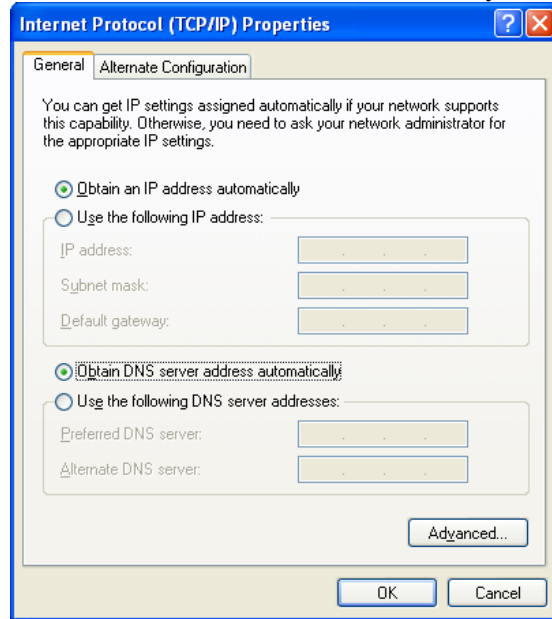 Internet Protocol (TCP/IP) Properties
General
Alternate Configuration
You can get IP settings assigned automatically if your network supports
this capability. Otherwise, you need to ask your network administrator for
the appropriate IP settings.
Obtain an IP address automatically
Use the following IP address:
IP address:
Subnet mask:
Default gateway:
Obtain DNS server address automatically
Use the following DNS server addresses:
Preferred DNS server:
Alternate DNS server:
Advanced...
OK
Cancel